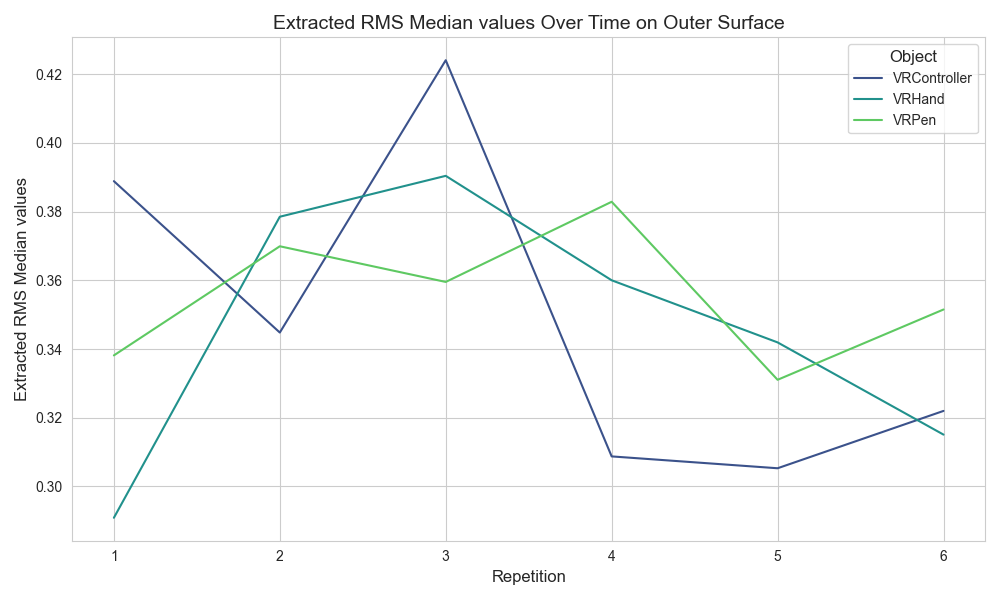 Extracted RMS Median values Over Time on Outer Surface
Object
VRController
VRHand
VRPen
Extracted RMS Median values
0.42
0.40
0.38
0.36
0.34
0.32
0.30
1 2 3 4 5 6
Repetition